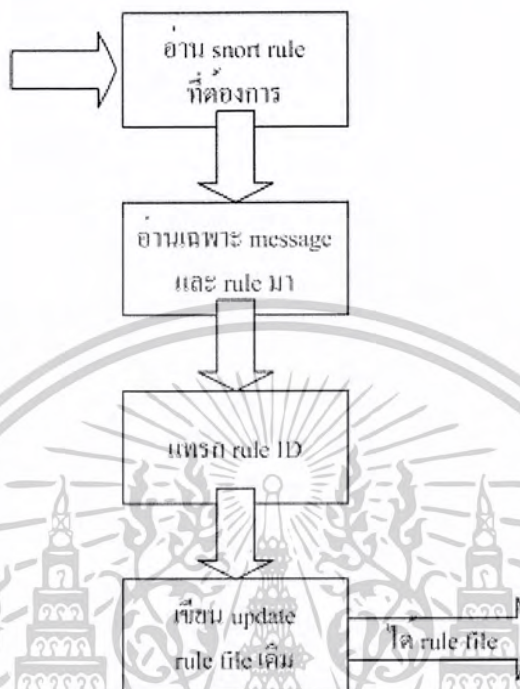 อ่าน snort rule
ที่ต้องการ
อ่านเฉพาะ message
และ rule มา
แทรก rule ID
เขียน update
rule file เดิม
ได้ rule file